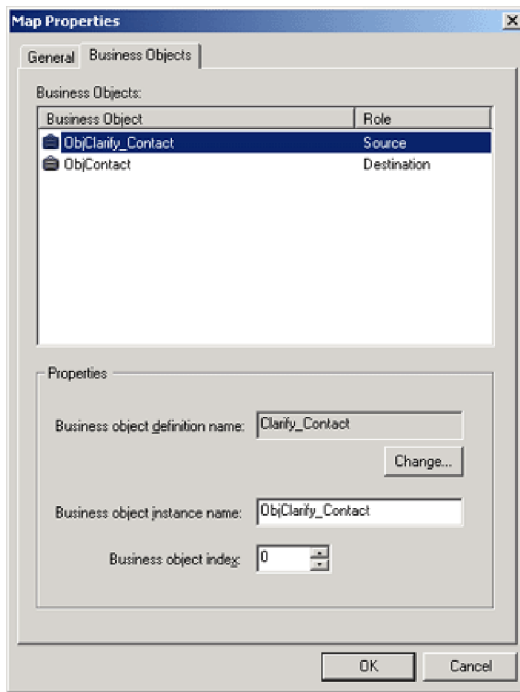 Map Properties
General Business Objects
Business Objects:
Business Object Role
ObjClarify_Contact Source
ObjContact Destination
Properties
Business object definition name: Clarify_Contact
Change...
Business object instance name: ObjClarify_Contact
Business object index: 0
OK Cancel